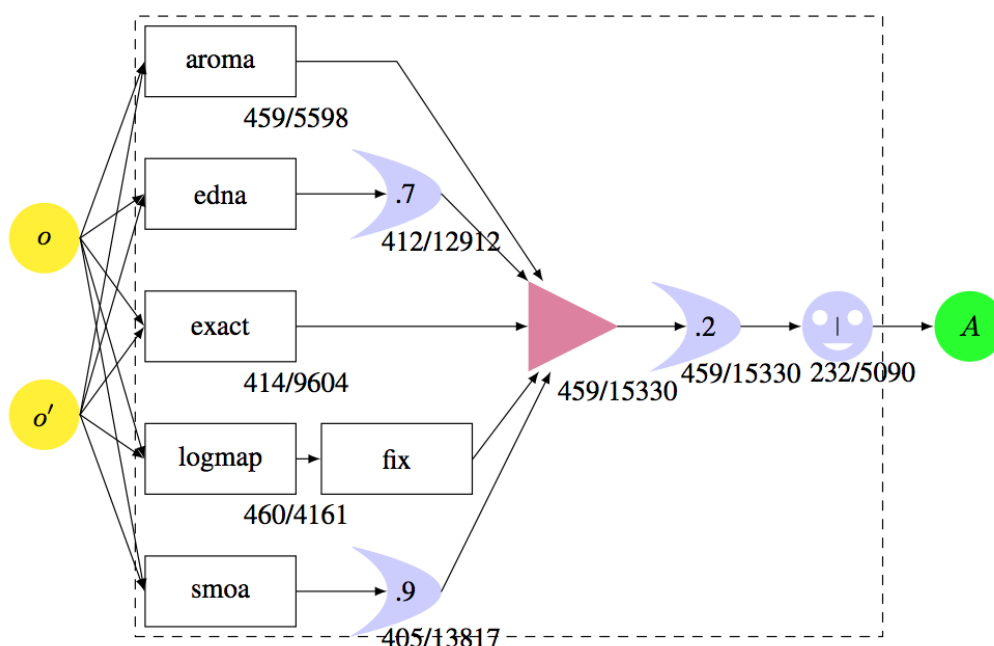 aroma
459/5598
edna
.7
412/12912
o
exact
414/9604
.2
459/15330
459/15330
|
232/5090
A
o′
logmap
fix
460/4161
smoa
.9
405/13817